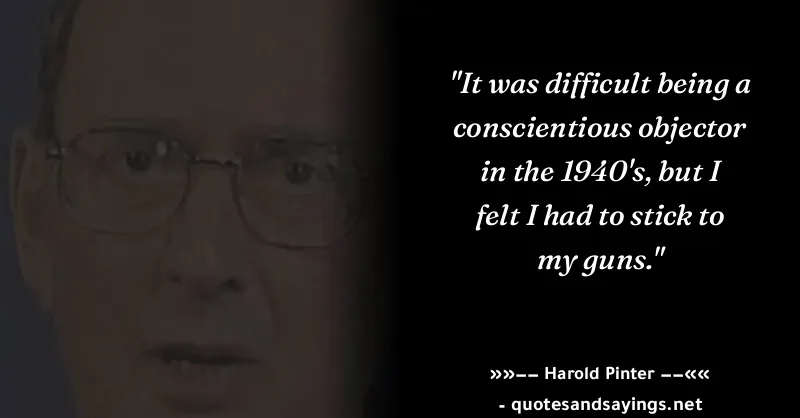 "It was difficult being a
conscientious objector
in the 1940's, but I
felt I had to stick to
my guns."
»»–– Harold Pinter ––««
- quotesandsayings.net